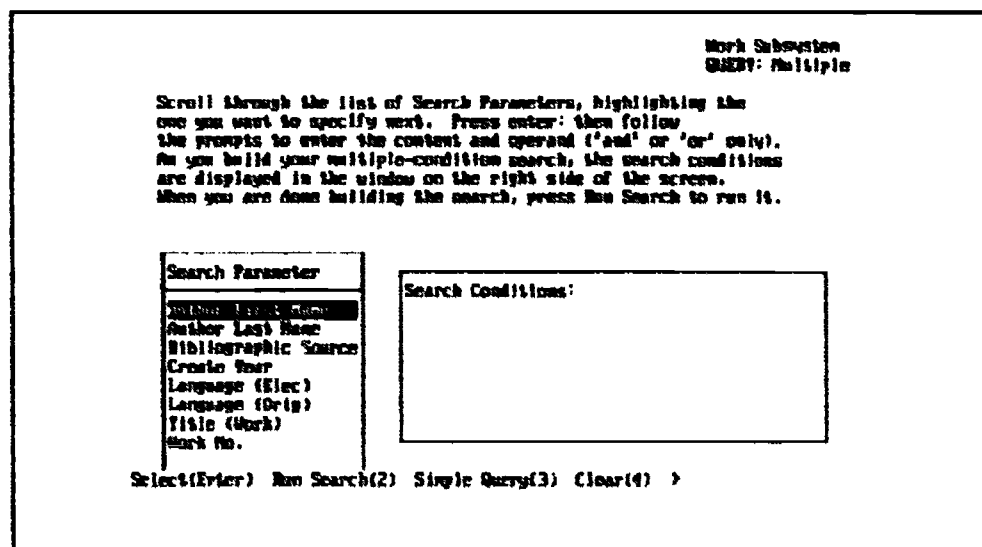 Work Subsystem
QUERY: Multiple
Scroll through the list of Search Parameters, highlighting the
one you want to specify next. Press enter: then follow
the prompts to enter the content and operand ('and' or 'or' only).
As you build your multiple-condition search, the search conditions
are displayed in the window on the right side of the screen.
When you are done building the search, press Run Search to run it.
Search Parameter
Search Conditions:
Author First Name
Author Last Name
Bibliographic Source
Create Year
Language (Elec)
Language (Orig)
Title (Work)
Work No.
Select(Enter) Run Search(2) Simple Query(3) Clear(4) >